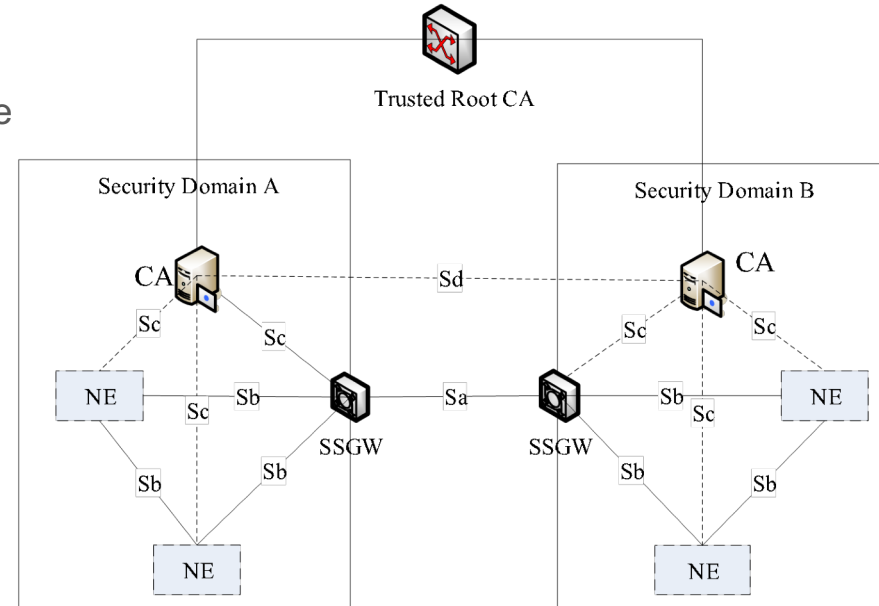 Trusted Root CA
e
Security Domain A
Security Domain B
CA
CA
Sd
Sc
Sc
Sc
Sc
NE
Sb
Sc
SSGW
Sa
SSGW
Sb
Sc
NE
Sb
Sb
Sb
Sb
NE
NE